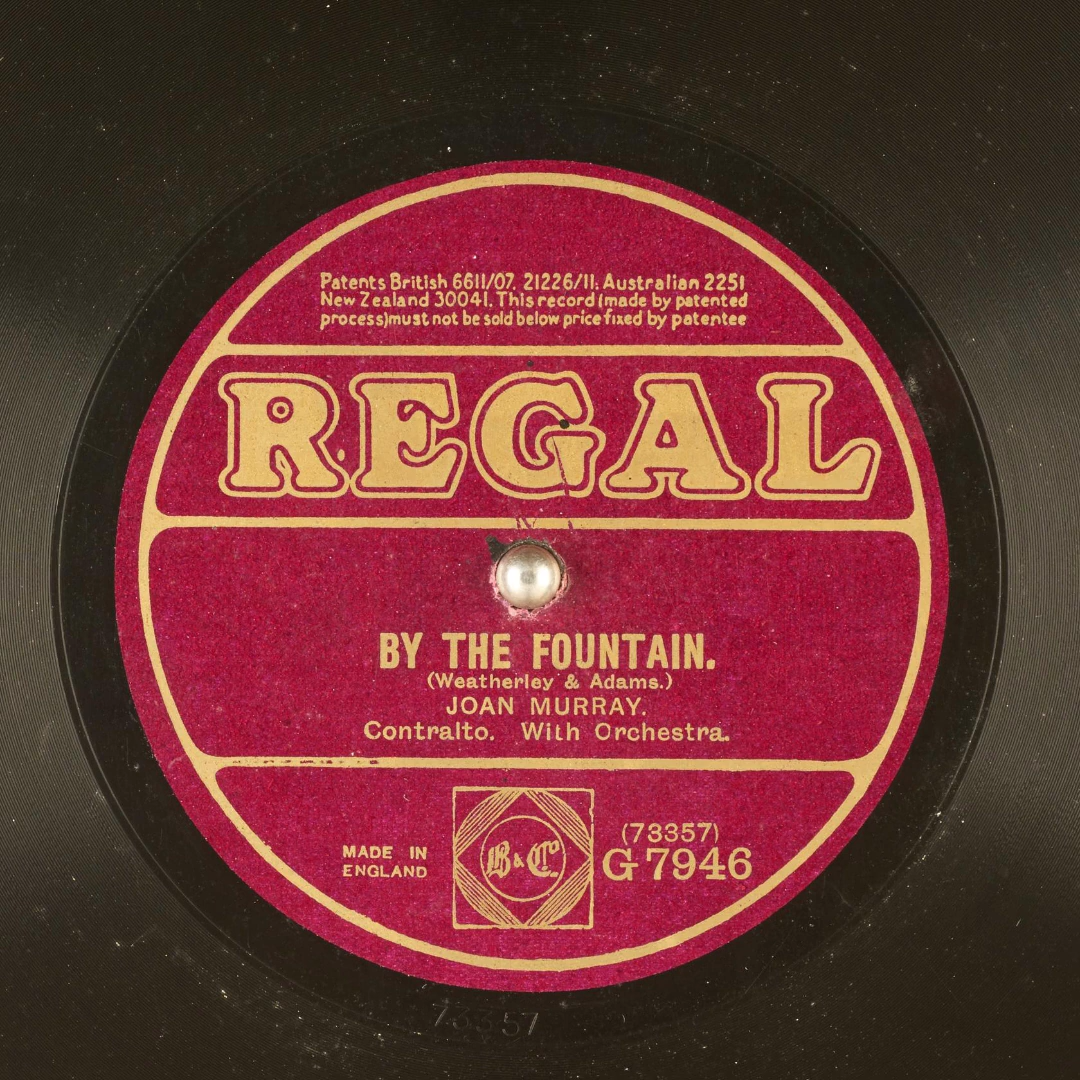 Patents British 6611/07. 21226/11. Australian 2251
New Zealand 30041. This record (made by patented
process) must not be sold below price fixed by patentee
REGAL
BY THE FOUNTAIN.
(Weatherley & Adams.)
JOAN MURRAY.
Contralto. With Orchestra.
MADE IN
ENGLAND
B & Co
(73357)
G 7946
73357